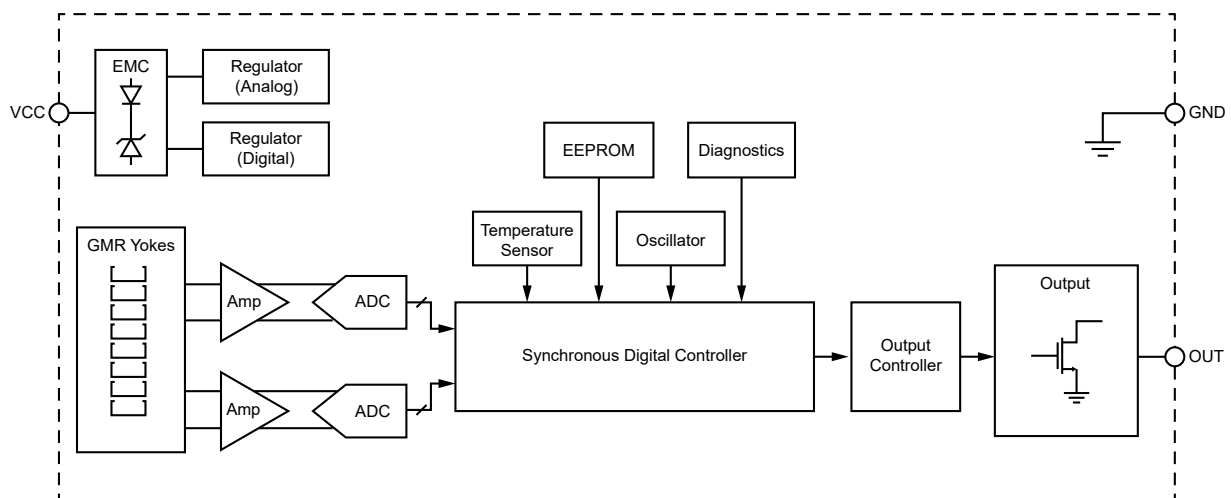 EMC
Regulator
(Analog)
VCC
GND
Regulator
(Digital)
EEPROM
Diagnostics
GMR Yokes
Temperature
Sensor
Oscillator
Amp
ADC
Output
Synchronous Digital Controller
Output
Controller
OUT
Amp
ADC